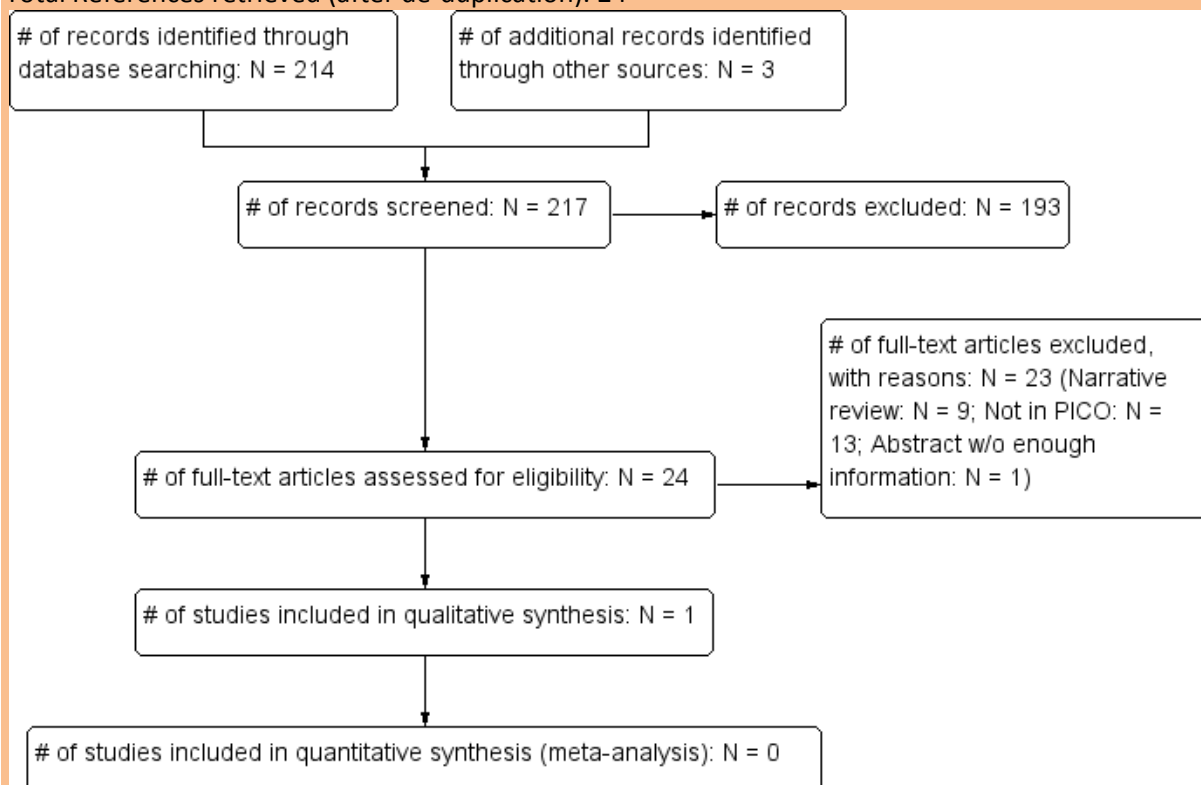 # of records identified through
database searching: N = 214
# of additional records identified
through other sources: N = 3
# of records screened: N = 217
# of records excluded: N = 193
# of full-text articles excluded,
with reasons: N = 23 (Narrative
review: N = 9; Not in PICO: N =
13; Abstract w/o enough
information: N = 1)
# of full-text articles assessed for eligibility: N = 24
# of studies included in qualitative synthesis: N = 1
# of studies included in quantitative synthesis (meta-analysis): N = 0